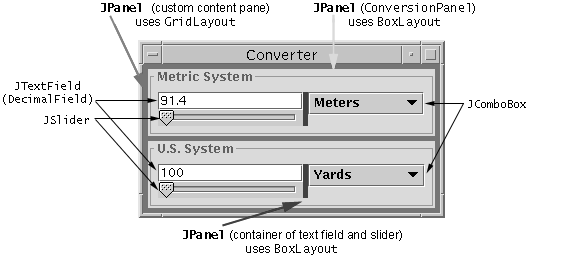 JPanel (custom content pane)
uses GridLayout
JPanel (ConversionPanel)
uses BoxLayout
Converter
Metric System
JTextField
(DecimalField)
91.4
Meters
JComboBox
JSlider
U.S. System
100
Yards
JPanel (container of text field and slider)
uses BoxLayout